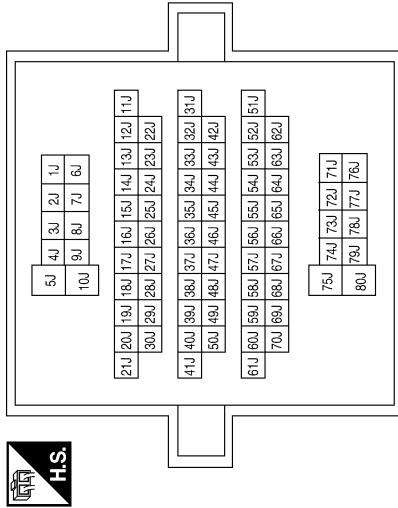 H.S.
5J 4J 3J 2J 1J
10J 9J 8J 7J 6J
21J 20J 19J 18J 17J 16J 15J 14J 13J 12J 11J
30J 29J 28J 27J 26J 25J 24J 23J 22J
41J 40J 39J 38J 37J 36J 35J 34J 33J 32J 31J
50J 49J 48J 47J 46J 45J 44J 43J 42J
61J 60J 59J 58J 57J 56J 55J 54J 53J 52J 51J
70J 69J 68J 67J 66J 65J 64J 63J 62J
75J 74J 73J 72J 71J
80J 79J 78J 77J 76J